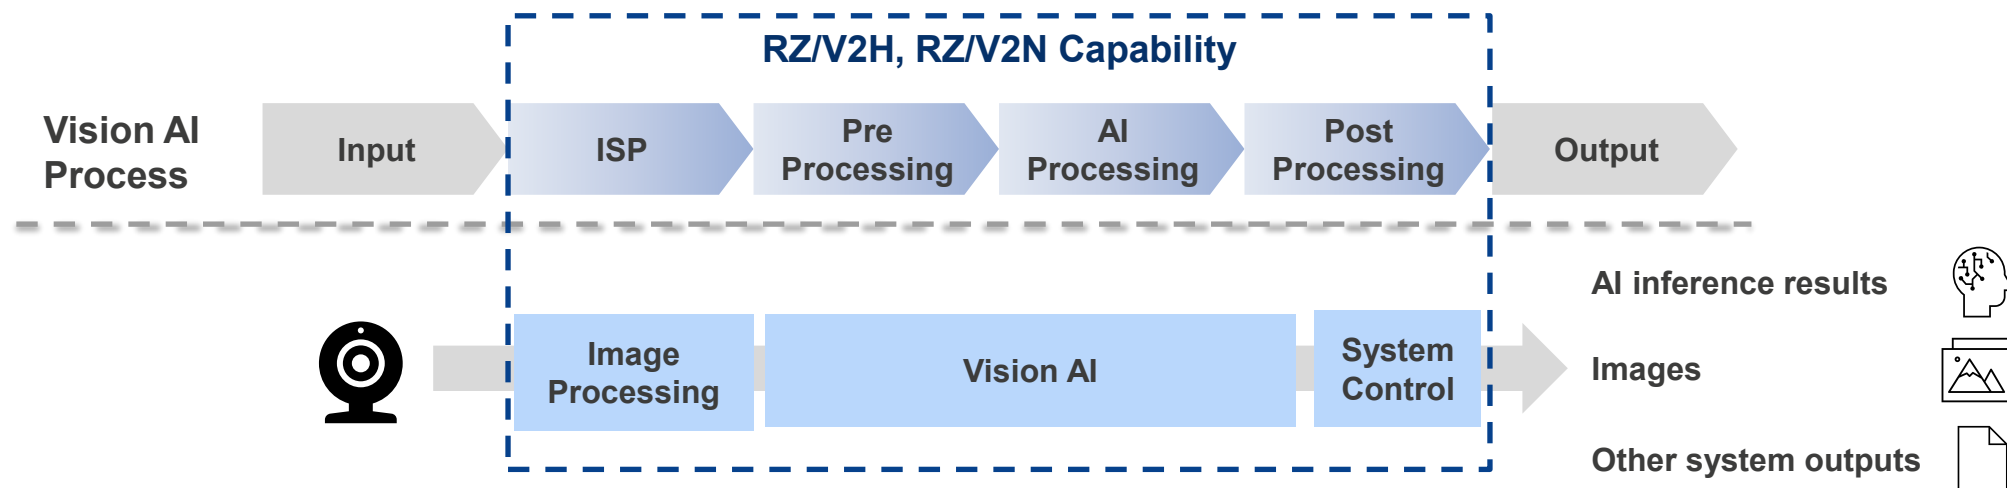 RZ/V2H, RZ/V2N Capability
Vision AI
Process
Input
ISP
Pre
Processing
AI
Processing
Post
Processing
Output
Image
Processing
Vision AI
System
Control
AI inference results
Images
Other system outputs